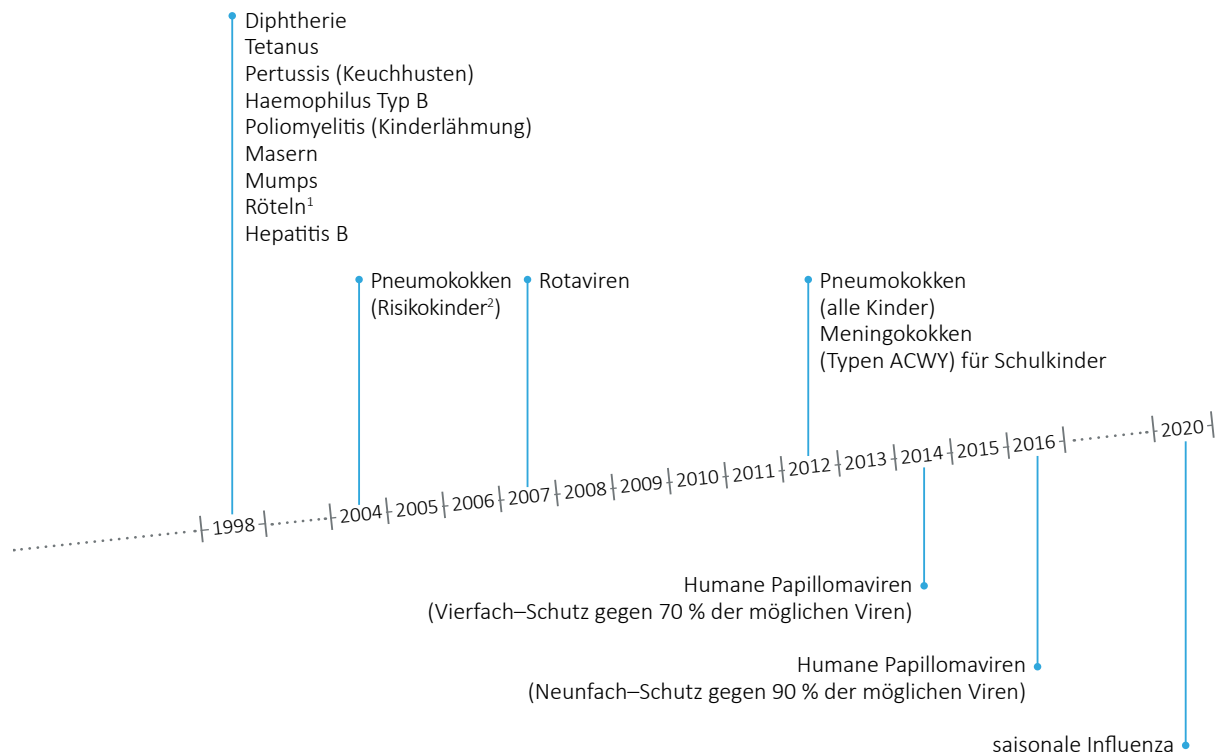 Diphtherie
Tetanus
Pertussis (Keuchhusten)
Haemophilus Typ B
Poliomyelitis (Kinderlähmung)
Masern
Mumps
Röteln¹
Hepatitis B
Pneumokokken
(Risikokinder²)
Rotaviren
Pneumokokken
(alle Kinder)
Meningokokken
(Typen ACWY) für Schulkinder
1998 2004 2005 2006 2007 2008 2009 2010 2011 2012 2013 2014 2015 2016 2020
Humane Papillomaviren
(Vierfach–Schutz gegen 70 % der möglichen Viren)
Humane Papillomaviren
(Neunfach–Schutz gegen 90 % der möglichen Viren)
saisonale Influenza